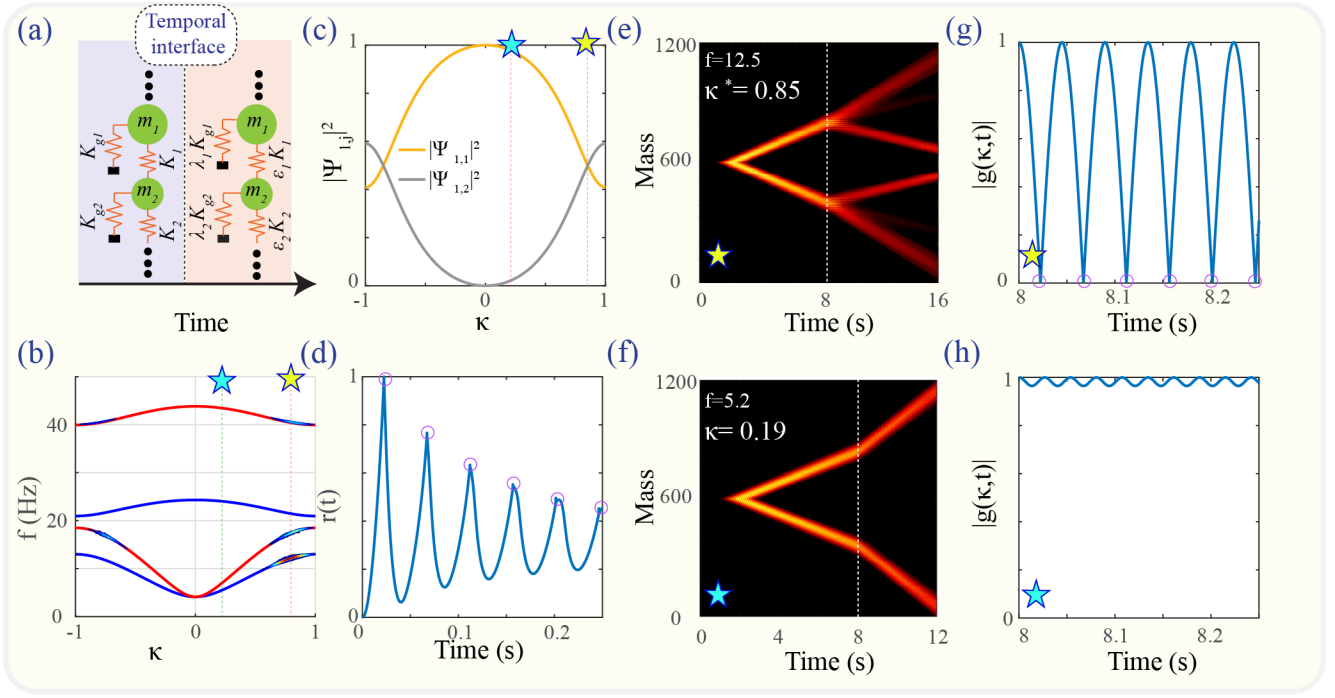 (a)
Temporal
interface
m1
m2
Kg1
K1
Kg2
K2
m1
m2
λ1Kg1
ε1K1
λ2Kg2
ε2K2
Time
(c)
|Ψ1,j|²
1
0
-1
0
1
κ
|Ψ1,1|²
|Ψ1,2|²
(e)
Mass
1200
600
0
f=12.5
κ*= 0.85
0
8
16
Time (s)
(g)
|g(κ,t)|
1
0
8
8.1
8.2
Time (s)
(b)
f (Hz)
40
20
0
-1
0
1
κ
(d)
r(t)
1
0
0
0.1
0.2
Time (s)
(f)
Mass
1200
600
0
f=5.2
κ= 0.19
0
4
8
12
Time (s)
(h)
|g(κ,t)|
1
0
8
8.1
8.2
Time (s)